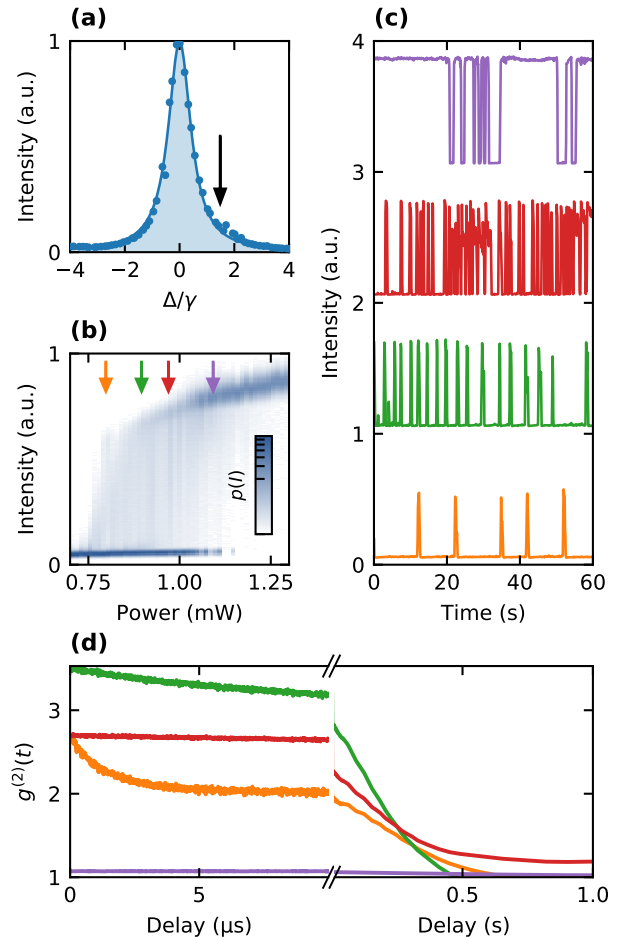 (a)
Intensity (a.u.)
1
0
−4 −2 0 2 4
Δ/γ
(b)
Intensity (a.u.)
1
0
p(I)
0.75 1.00 1.25
Power (mW)
(c)
Intensity (a.u.)
4
3
2
1
0
0 20 40 60
Time (s)
(d)
g⁽²⁾(t)
3
2
1
0 5
Delay (μs)
0.5 1.0
Delay (s)